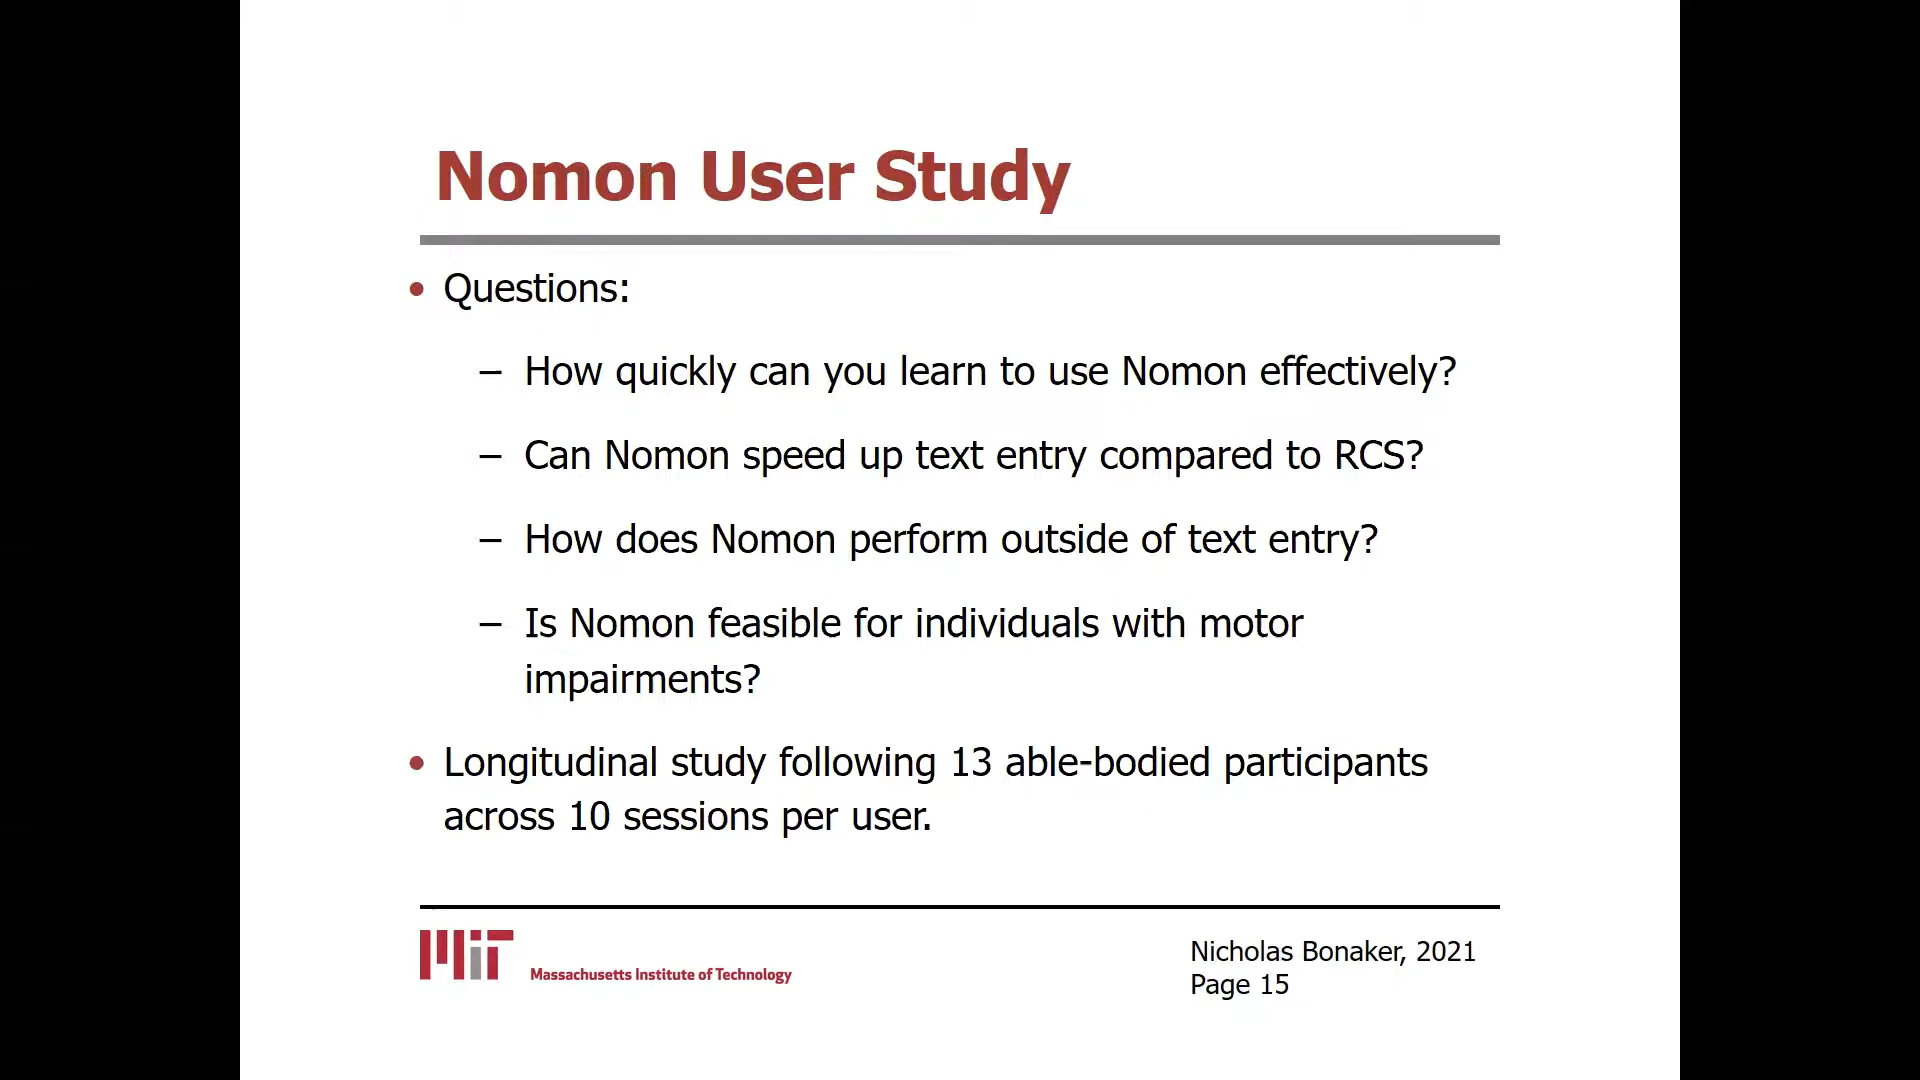 Nomon User Study
• Questions:
– How quickly can you learn to use Nomon effectively?
– Can Nomon speed up text entry compared to RCS?
– How does Nomon perform outside of text entry?
– Is Nomon feasible for individuals with motor
impairments?
• Longitudinal study following 13 able-bodied participants
across 10 sessions per user.
MIT Massachusetts Institute of Technology
Nicholas Bonaker, 2021
Page 15